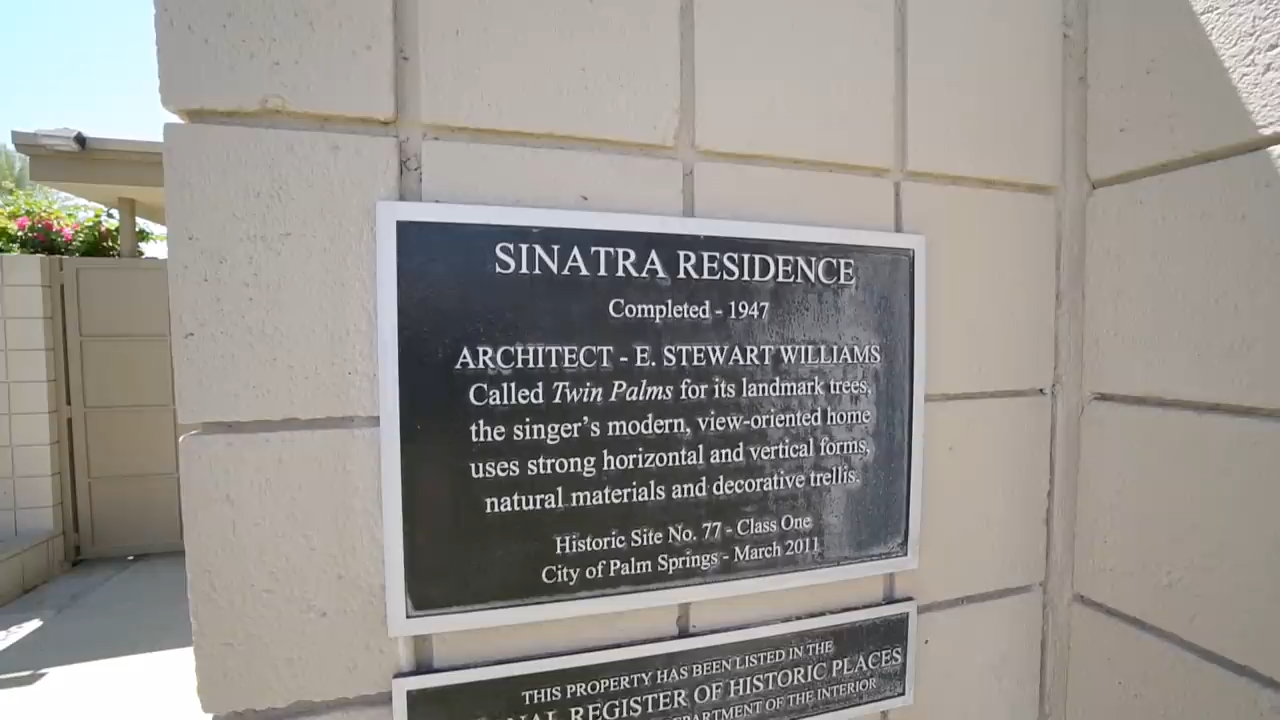 SINATRA RESIDENCE
Completed - 1947
ARCHITECT - E. STEWART WILLIAMS
Called Twin Palms for its landmark trees,
the singer's modern, view-oriented home
uses strong horizontal and vertical forms,
natural materials and decorative trellis.
Historic Site No. 77 - Class One
City of Palm Springs - March 2011
THIS PROPERTY HAS BEEN LISTED IN THE
REGISTER OF HISTORIC PLACES
OF THE INTERIOR